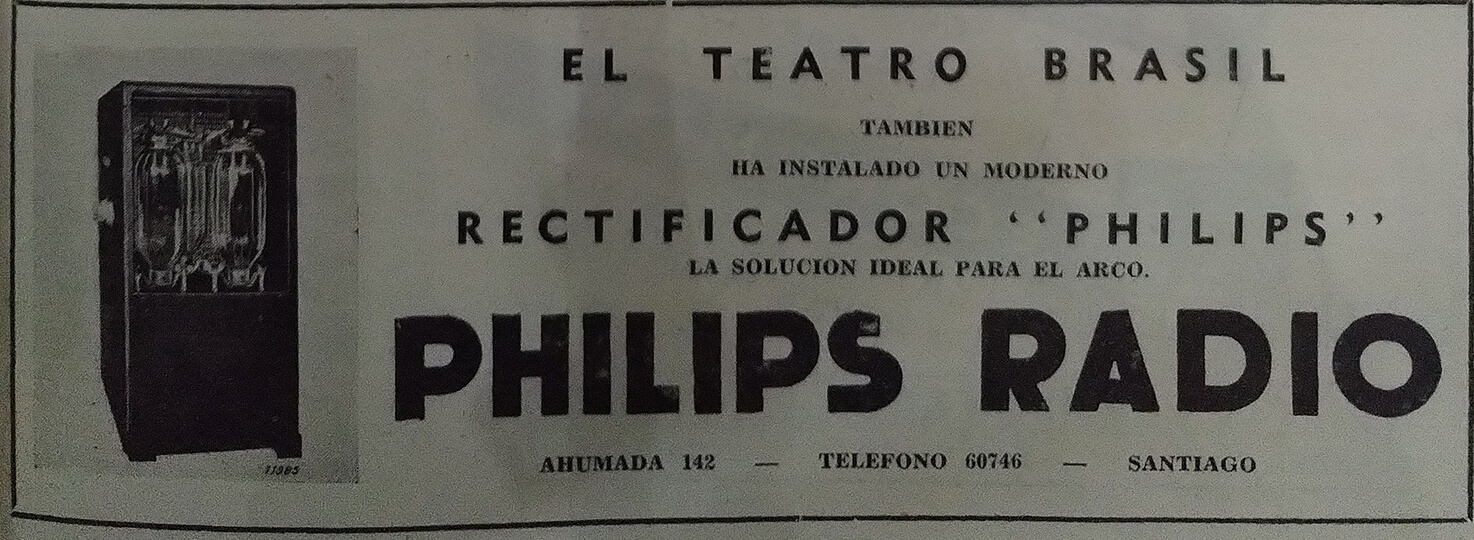 EL TEATRO BRASIL
TAMBIEN
HA INSTALADO UN MODERNO
RECTIFICADOR ‘‘PHILIPS’’
LA SOLUCION IDEAL PARA EL ARCO.
PHILIPS RADIO
AHUMADA 142 — TELEFONO 60746 — SANTIAGO
11985